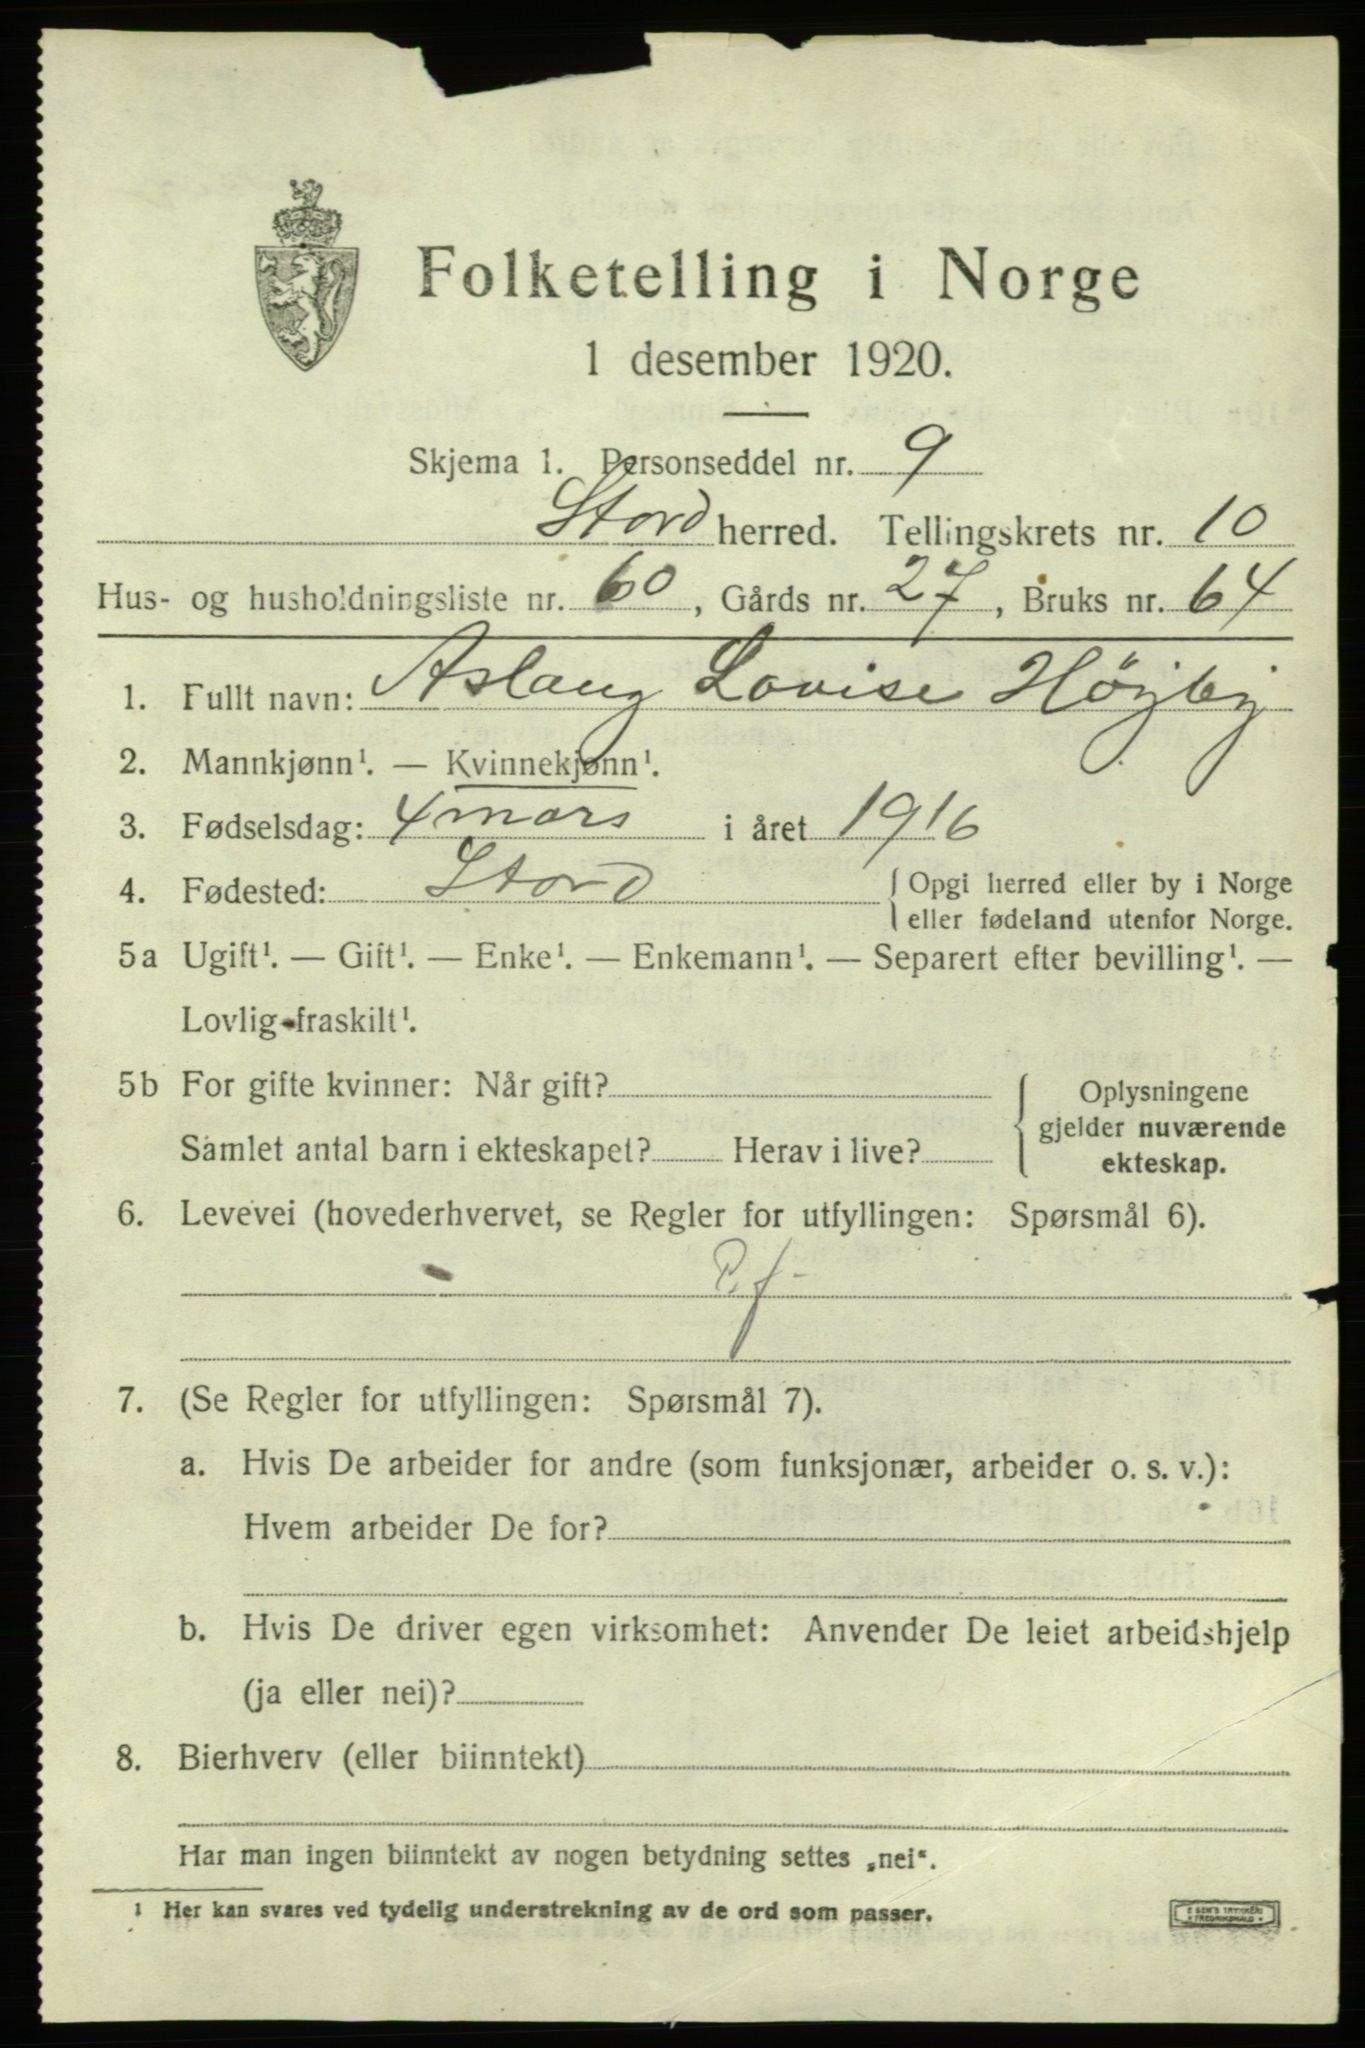 Folketelling i Norge
1 desember 1920.
Skjema 1. Personseddel nr. 9
Stord herred. Tellingskrets nr. 10
Hus- og husholdningsliste nr. 60, Gårds nr. 27, Bruks nr. 64
1. Fullt navn: Aslaug Lovise Höjby
2. Mannkjønn¹. — Kvinnekjønn¹.
3. Fødselsdag: 4 mars i året 1916
4. Fødested: Stord { Opgi herred eller by i Norge
eller fødeland utenfor Norge.
5a Ugift¹. — Gift¹. — Enke¹. — Enkemann¹. — Separert efter bevilling¹. —
Lovlig fraskilt¹.
5b For gifte kvinner: Når gift? { Oplysningene
gjelder nuværende
Samlet antal barn i ekteskapet? Herav i live?
ekteskap.
6. Levevei (hovederhvervet, se Regler for utfyllingen: Spørsmål 6).
P. f -
7. (Se Regler for utfyllingen: Spørsmål 7).
a. Hvis De arbeider for andre (som funksjonær, arbeider o. s. v.):
Hvem arbeider De for?
b. Hvis De driver egen virksomhet: Anvender De leiet arbeidshjelp
(ja eller nei)?
8. Bierhverv (eller biinntekt)
Har man ingen biinntekt av nogen betydning settes „nei“.
¹ Her kan svares ved tydelig understrekning av de ord som passer.